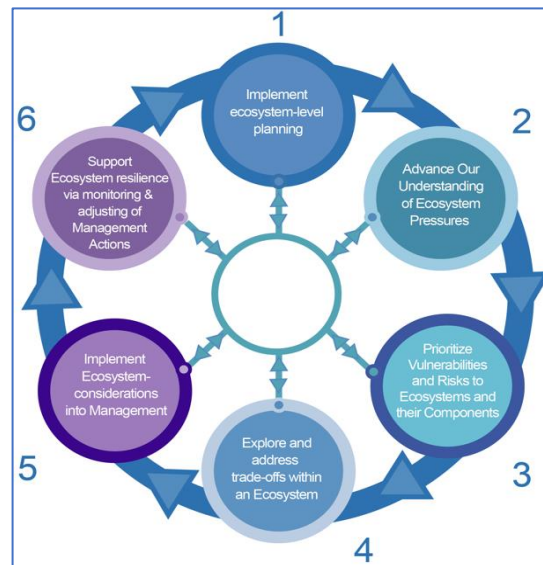 1
Implement
ecosystem-level
planning
2
Advance Our
Understanding
of Ecosystem
Pressures
3
Prioritize
Vulnerabilities
and Risks to
Ecosystems and
their Components
4
Explore and
address
trade-offs within
an Ecosystem
5
Implement
Ecosystem-
considerations
into Management
6
Support
Ecosystem resilience
via monitoring &
adjusting of
Management
Actions